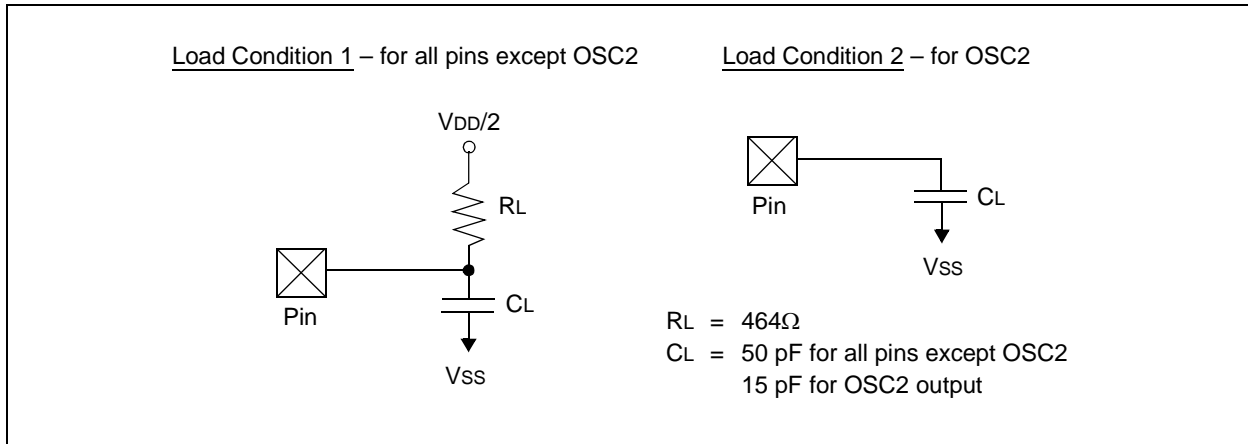 Load Condition 1 – for all pins except OSC2
VDD/2
RL
Pin
CL
VSS
Load Condition 2 – for OSC2
Pin
CL
VSS
RL = 464Ω
CL = 50 pF for all pins except OSC2
15 pF for OSC2 output